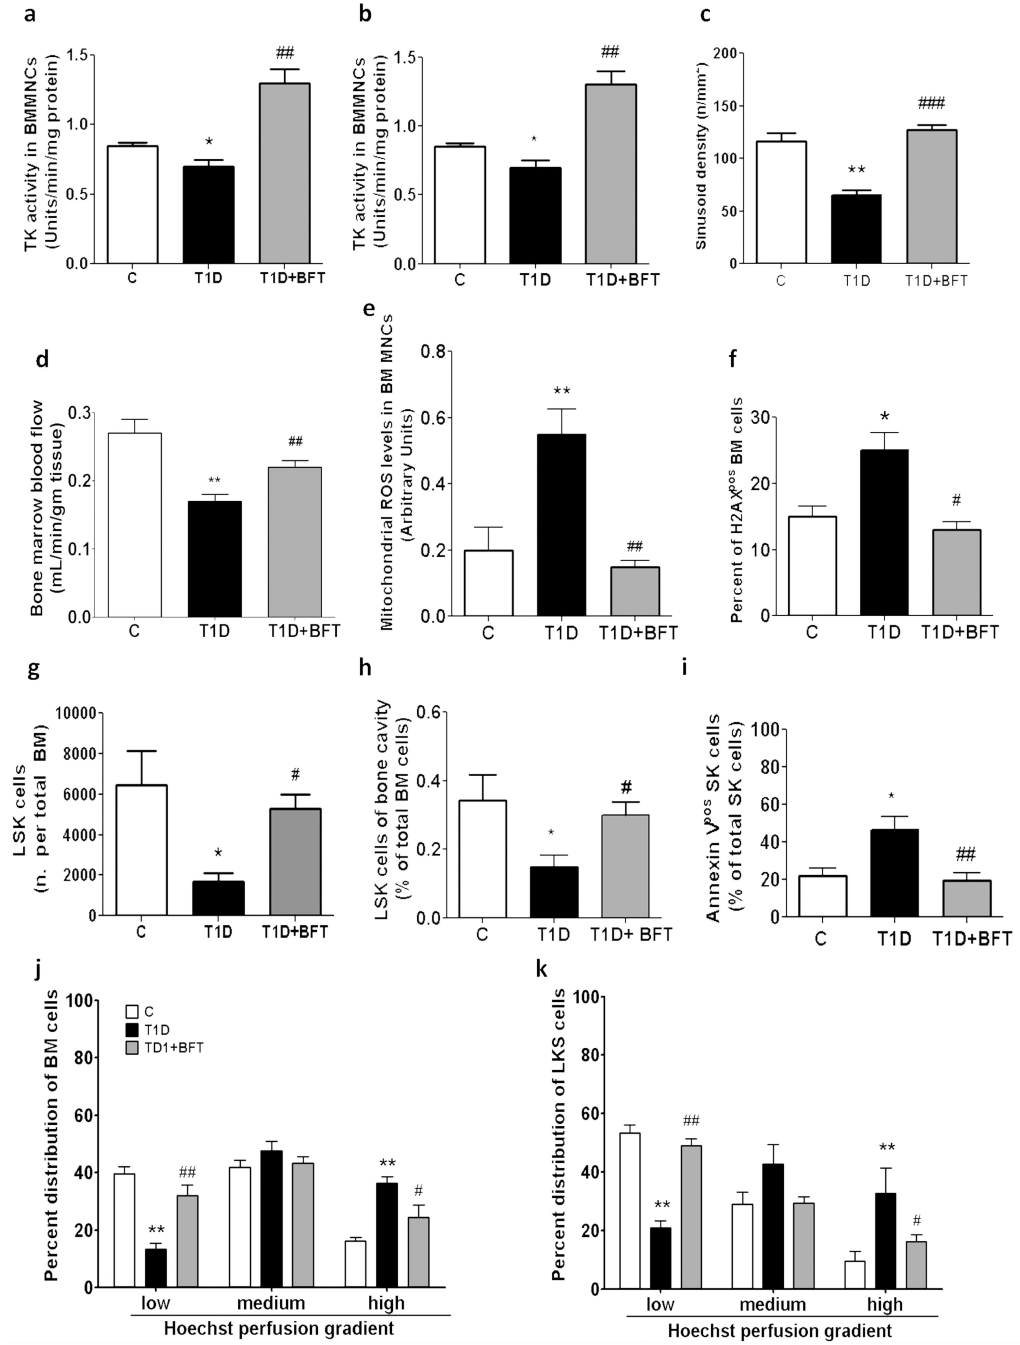 a
TK activity in BMMNCs
(Units/min/mg protein)
1.5
1.0
0.5
0.0
*
##
C T1D T1D+BFT
b
TK activity in BMMNCs
(Units/min/mg protein)
1.5
1.0
0.5
0.0
*
##
C T1D T1D+BFT
c
Sinusoid density (n/mm²)
200
150
100
50
0
**
###
C T1D T1D+BFT
d
Bone marrow blood flow
(mL/min/gm tissue)
0.3
0.2
0.1
0.0
**
##
C T1D T1D+BFT
e
Mitochondrial ROS levels in BM MNCs
(Arbitrary Units)
0.8
0.6
0.4
0.2
0.0
**
##
C T1D T1D+BFT
f
Percent of H2AXpos BM cells
30
20
10
0
*
#
C T1D T1D+BFT
g
LSK cells
(n. per total BM)
10000
8000
6000
4000
2000
0
*
#
C T1D T1D+BFT
h
LSK cells of bone cavity
(% of total BM cells)
0.6
0.4
0.2
0.0
*
#
C T1D T1D+ BFT
i
Annexin Vpos SK cells
(% of total SK cells)
100
80
60
40
20
0
*
##
C T1D T1D+BFT
j
Percent distribution of BM cells
100
80
60
40
20
0
C
T1D
TD1+BFT
**
##
**
#
low medium high
Hoechst perfusion gradient
k
Percent distribution of LKS cells
100
80
60
40
20
0
**
##
**
#
low medium high
Hoechst perfusion gradient